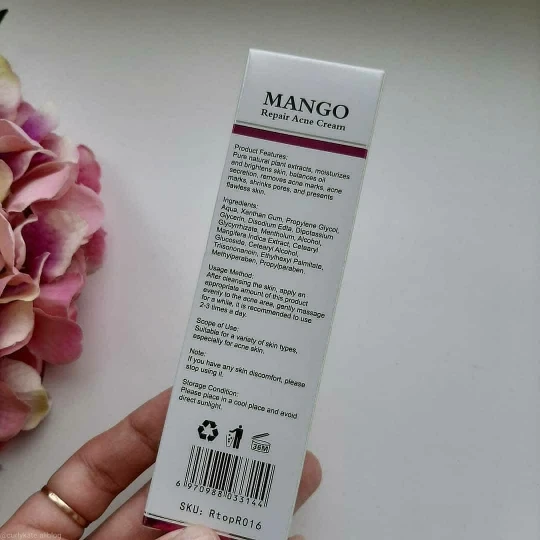 MANGO
Repair Acne Cream
Product Features:
Pure natural plant extracts, moisturizes
and brightens skin, balances oil
secretion, removes acne marks, acne
marks, shrinks pores, and presents
flawless skin.
Ingredients:
Aqua, Xanthan Gum, Propylene Glycol,
Glycerin, Disodium Edta, Dipotassium
Glycyrrhizate, Mentholum, Alcohol,
Mangifera Indica Extract, Cetearyl
Glucoside, Cetearyl Alcohol,
Triisononanoin, Ethylhexyl Palmitate,
Methylparaben, Propylparaben.
Usage Method:
After cleansing the skin, apply an
appropriate amount of this product
evenly to the acne area, gently massage
for a while, it is recommended to use
2-3 times a day.
Scope of Use:
Suitable for a variety of skin types,
especially for acne skin.
Note:
If you have any skin discomfort, please
stop using it.
Storage Condition:
Please place in a cool place and avoid
direct sunlight.
36M
6 970988 033144
SKU: RtopR016